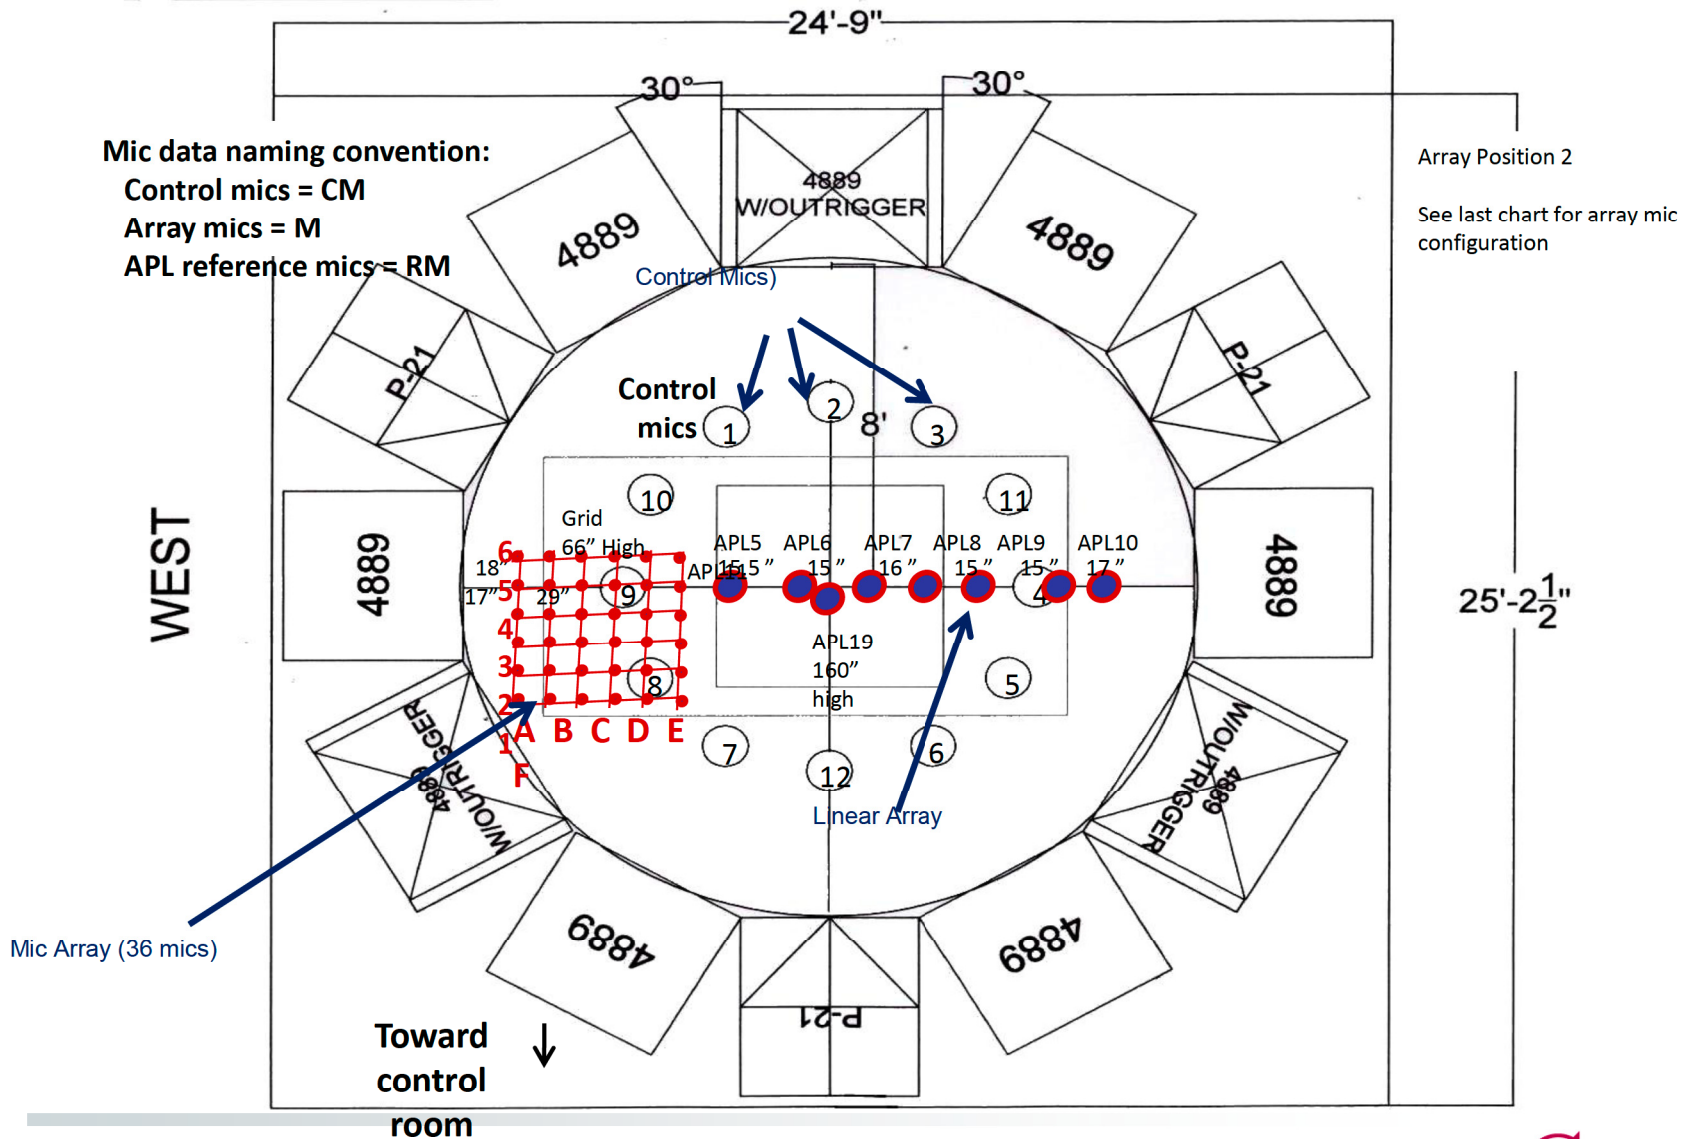 24'-9"
30°
30°
Mic data naming convention:
Control mics = CM
Array mics = M
APL reference mics = RM
Array Position 2
See last chart for array mic
configuration
4889
W/OUTRIGGER
4889
4889
Control Mics)
P-21
P-21
Control
mics
1
2
3
8'
10
11
Grid
66" High
WEST
4889
4889
25'-2½"
APL5
APL6
APL7
APL8
APL9
APL10
APL11
15"
16"
15"
15"
17"
18"
17"
29"
6
5
4
3
2
1
9
4
8
5
APL19
160"
high
A B C D E
F
7
12
6
Linear Array
4889
W/OUTRIGGER
4889
W/OUTRIGGER
Mic Array (36 mics)
4889
4889
P-21
Toward
control
room